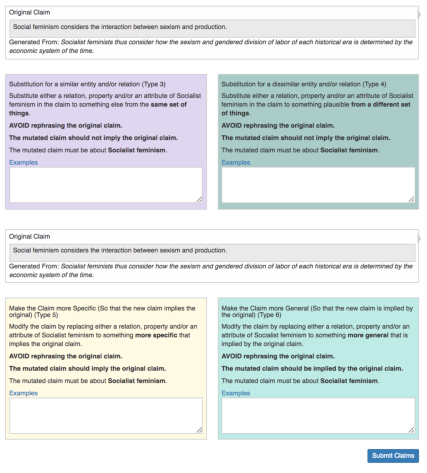 Original Claim
Social feminism considers the interaction between sexism and production.
Generated From: Socialist feminists thus consider how the sexism and gendered division of labor of each historical era is determined by the
economic system of the time.
Substitution for a similar entity and/or relation (Type 3)
Substitute either a relation, property and/or an attribute of Socialist
feminism in the claim to something else from the same set of
things.
AVOID rephrasing the original claim.
The mutated claim should not imply the original claim.
The mutated claim must be about Socialist feminism.
Examples
Substitution for a dissimilar entity and/or relation (Type 4)
Substitute either a relation, property and/or an attribute of Socialist
feminism in the claim to something plausible from a different set
of things.
AVOID rephrasing the original claim.
The mutated claim should not imply the original claim.
The mutated claim must be about Socialist feminism.
Examples
Original Claim
Social feminism considers the interaction between sexism and production.
Generated From: Socialist feminists thus consider how the sexism and gendered division of labor of each historical era is determined by the
economic system of the time.
Make the Claim more Specific (So that the new claim implies the
original) (Type 5)
Modify the claim by replacing either a relation, property and/or an
attribute of Socialist feminism to something more specific that
implies the original claim.
AVOID rephrasing the original claim.
The mutated claim should imply the original claim.
The mutated claim must be about Socialist feminism.
Examples
Make the Claim more General (So that the new claim is implied by
the original) (Type 6)
Modify the claim by replacing either a relation, property and/or an
attribute of Socialist feminism to something more general that is
implied by the original claim.
AVOID rephrasing the original claim.
The mutated claim should be implied by the original claim.
The mutated claim must be about Socialist feminism.
Examples
Submit Claims